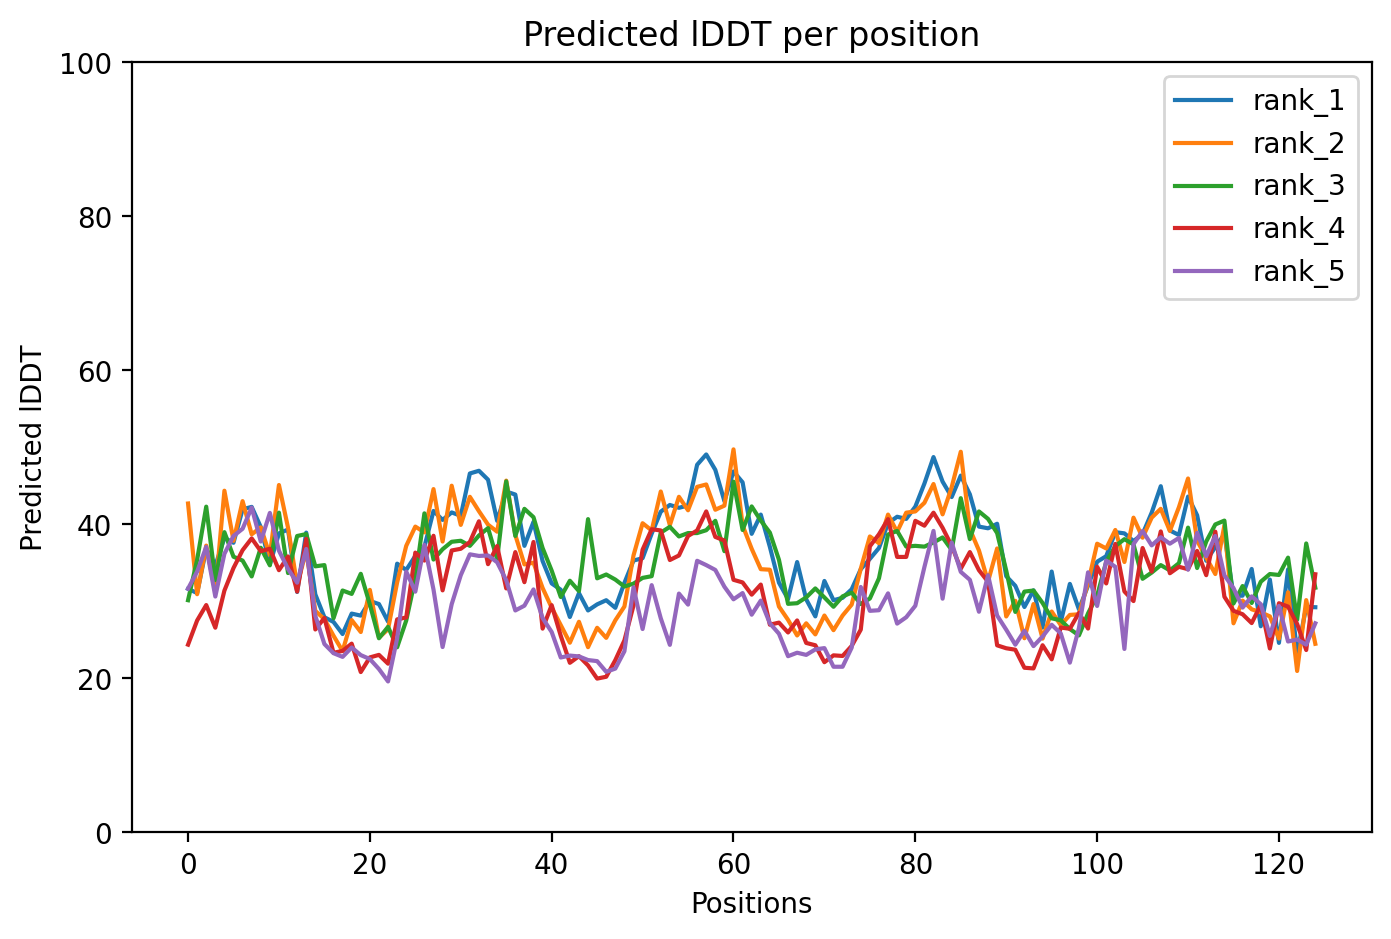 Predicted lDDT per position
100
80
60
40
20
0
Predicted lDDT
rank_1
rank_2
rank_3
rank_4
rank_5
0 20 40 60 80 100 120
Positions